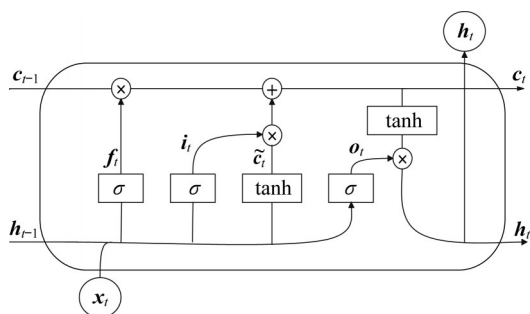 h_t
c_{t-1}
×
+
c_t
tanh
×
f_t
i_t
c̃_t
o_t
×
σ
σ
tanh
σ
h_{t-1}
h_t
x_t